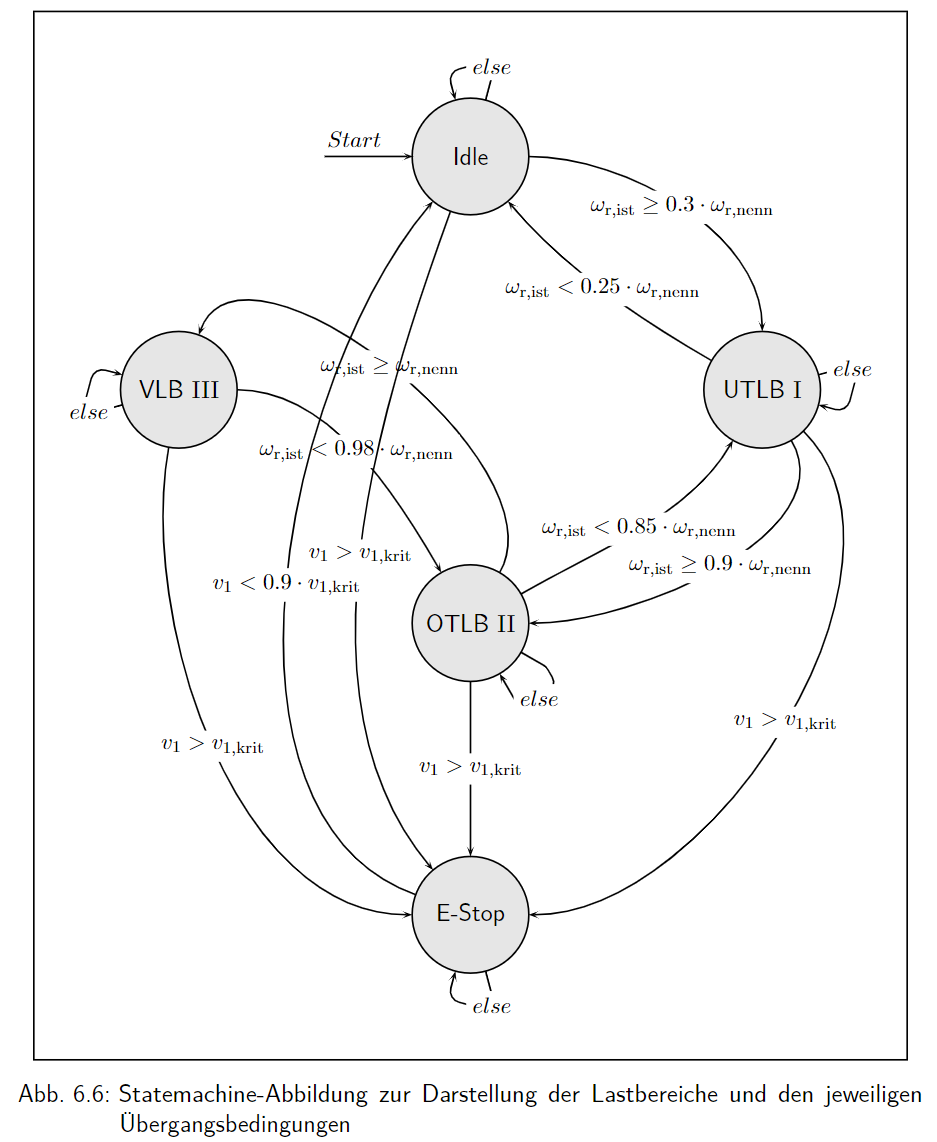 else
Start
Idle
ω_r,ist ≥ 0.3 · ω_r,nenn
ω_r,ist < 0.25 · ω_r,nenn
ω_r,ist ≥ ω_r,nenn
else
VLB III
UTLB I
else
ω_r,ist < 0.98 · ω_r,nenn
ω_r,ist < 0.85 · ω_r,nenn
v_1 > v_1,krit
ω_r,ist ≥ 0.9 · ω_r,nenn
v_1 < 0.9 · v_1,krit
OTLB II
else
v_1 > v_1,krit
v_1 > v_1,krit
v_1 > v_1,krit
E-Stop
else
Abb. 6.6: Statemachine-Abbildung zur Darstellung der Lastbereiche und den jeweiligen
Übergangsbedingungen